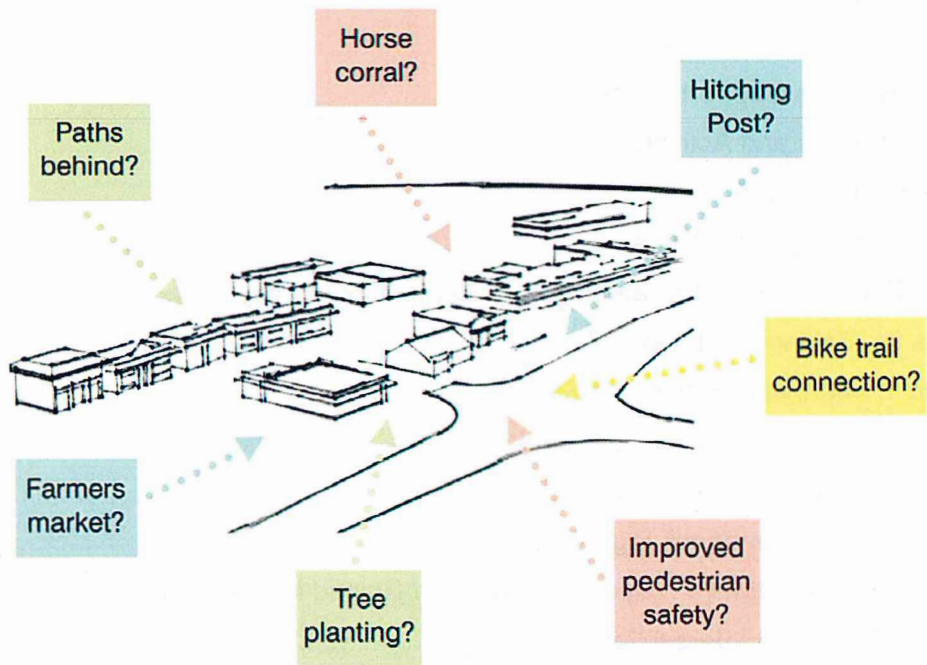 Horse
corral?
Hitching
Post?
Paths
behind?
Bike trail
connection?
Farmers
market?
Improved
pedestrian
safety?
Tree
planting?